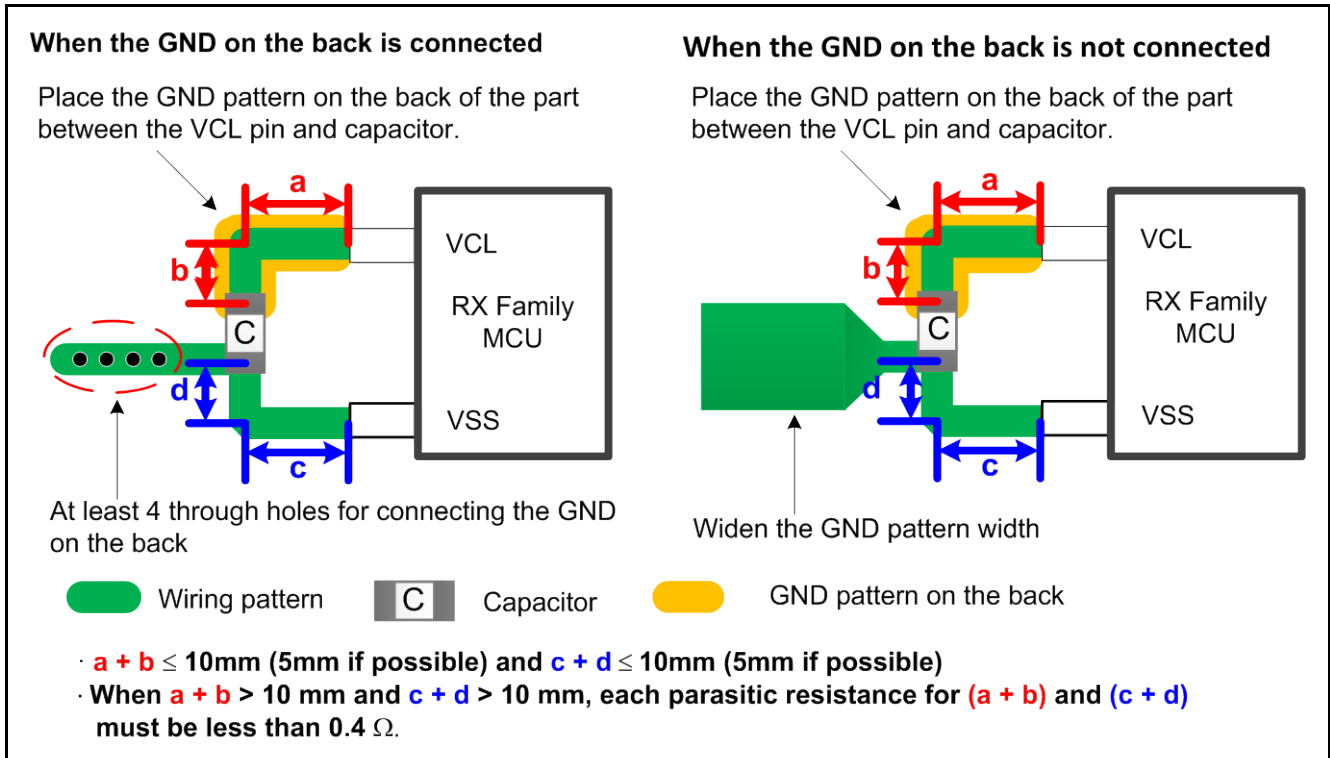 When the GND on the back is connected
Place the GND pattern on the back of the part
between the VCL pin and capacitor.
a
b
VCL
RX Family
MCU
C
d
VSS
c
At least 4 through holes for connecting the GND
on the back
When the GND on the back is not connected
Place the GND pattern on the back of the part
between the VCL pin and capacitor.
a
b
VCL
RX Family
MCU
C
d
VSS
c
Widen the GND pattern width
Wiring pattern
C
Capacitor
GND pattern on the back
· a + b ≤ 10mm (5mm if possible) and c + d ≤ 10mm (5mm if possible)
· When a + b > 10 mm and c + d > 10 mm, each parasitic resistance for (a + b) and (c + d)
must be less than 0.4 Ω.